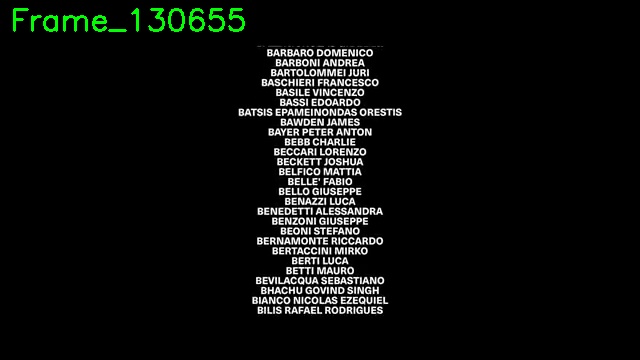 Frame_130655
BARBARO DOMENICO
BARBONI ANDREA
BARTOLOMMEI JURI
BASCHIERI FRANCESCO
BASILE VINCENZO
BASSI EDOARDO
BATSIS EPAMEINONDAS ORESTIS
BAWDEN JAMES
BAYER PETER ANTON
BEBB CHARLIE
BECCARI LORENZO
BECKETT JOSHUA
BELFICO MATTIA
BELLE' FABIO
BELLO GIUSEPPE
BENAZZI LUCA
BENEDETTI ALESSANDRA
BENZONI GIUSEPPE
BEONI STEFANO
BERNAMONTE RICCARDO
BERTACCINI MIRKO
BERTI LUCA
BETTI MAURO
BEVILACQUA SEBASTIANO
BHACHU GOVIND SINGH
BIANCO NICOLAS EZEQUIEL
BILIS RAFAEL RODRIGUES